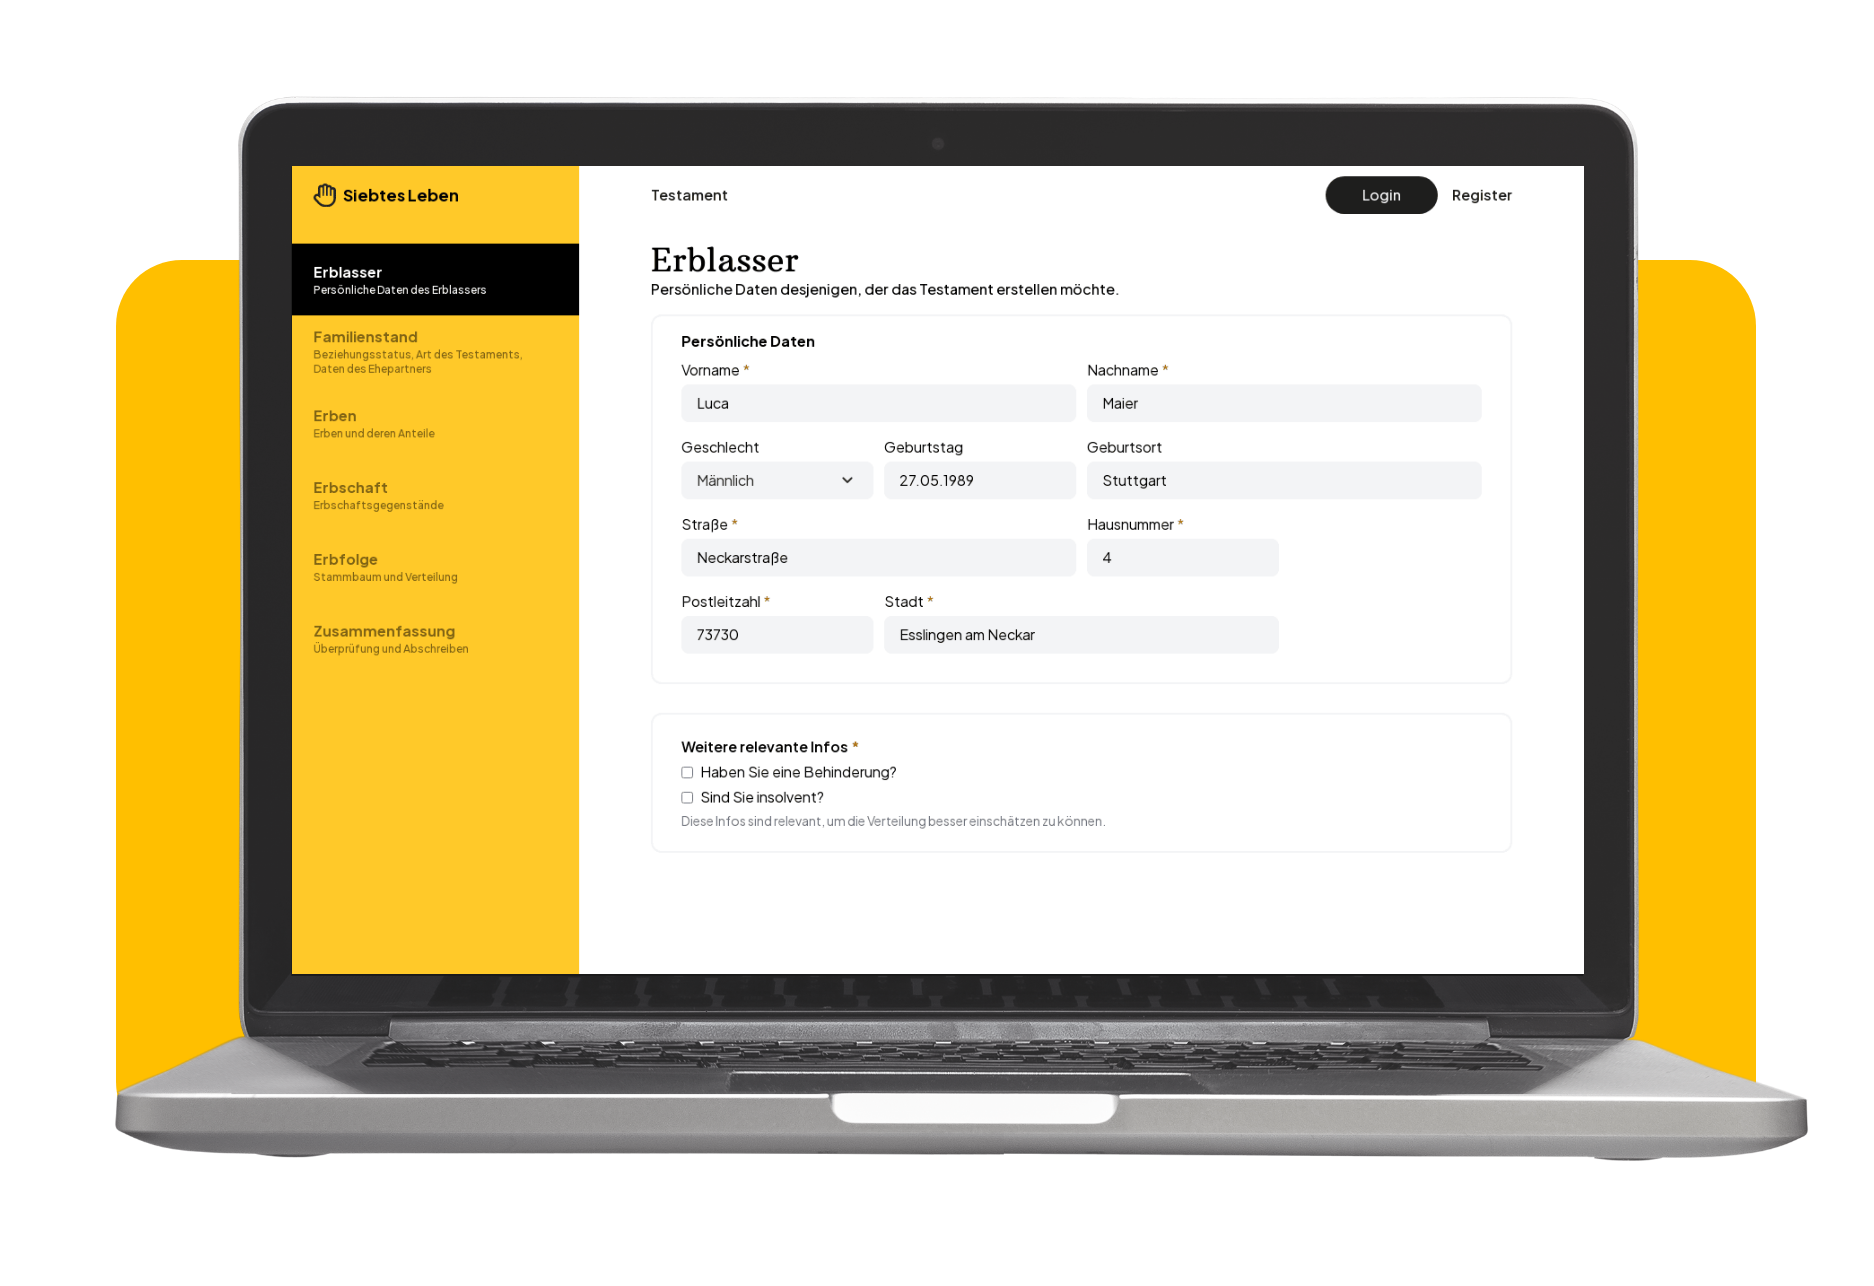 Siebtes Leben
Testament
Login
Register
Erblasser
Persönliche Daten des Erblassers
Familienstand
Beziehungsstatus, Art des Testaments,
Daten des Ehepartners
Erben
Erben und deren Anteile
Erbschaft
Erbschaftsgegenstände
Erbfolge
Stammbaum und Verteilung
Zusammenfassung
Überprüfung und Abschreiben
Erblasser
Persönliche Daten desjenigen, der das Testament erstellen möchte.
Persönliche Daten
Vorname *
Nachname *
Luca
Maier
Geschlecht
Geburtstag
Geburtsort
Männlich
27.05.1989
Stuttgart
Straße *
Hausnummer *
Neckarstraße
4
Postleitzahl *
Stadt *
73730
Esslingen am Neckar
Weitere relevante Infos *
Haben Sie eine Behinderung?
Sind Sie insolvent?
Diese Infos sind relevant, um die Verteilung besser einschätzen zu können.